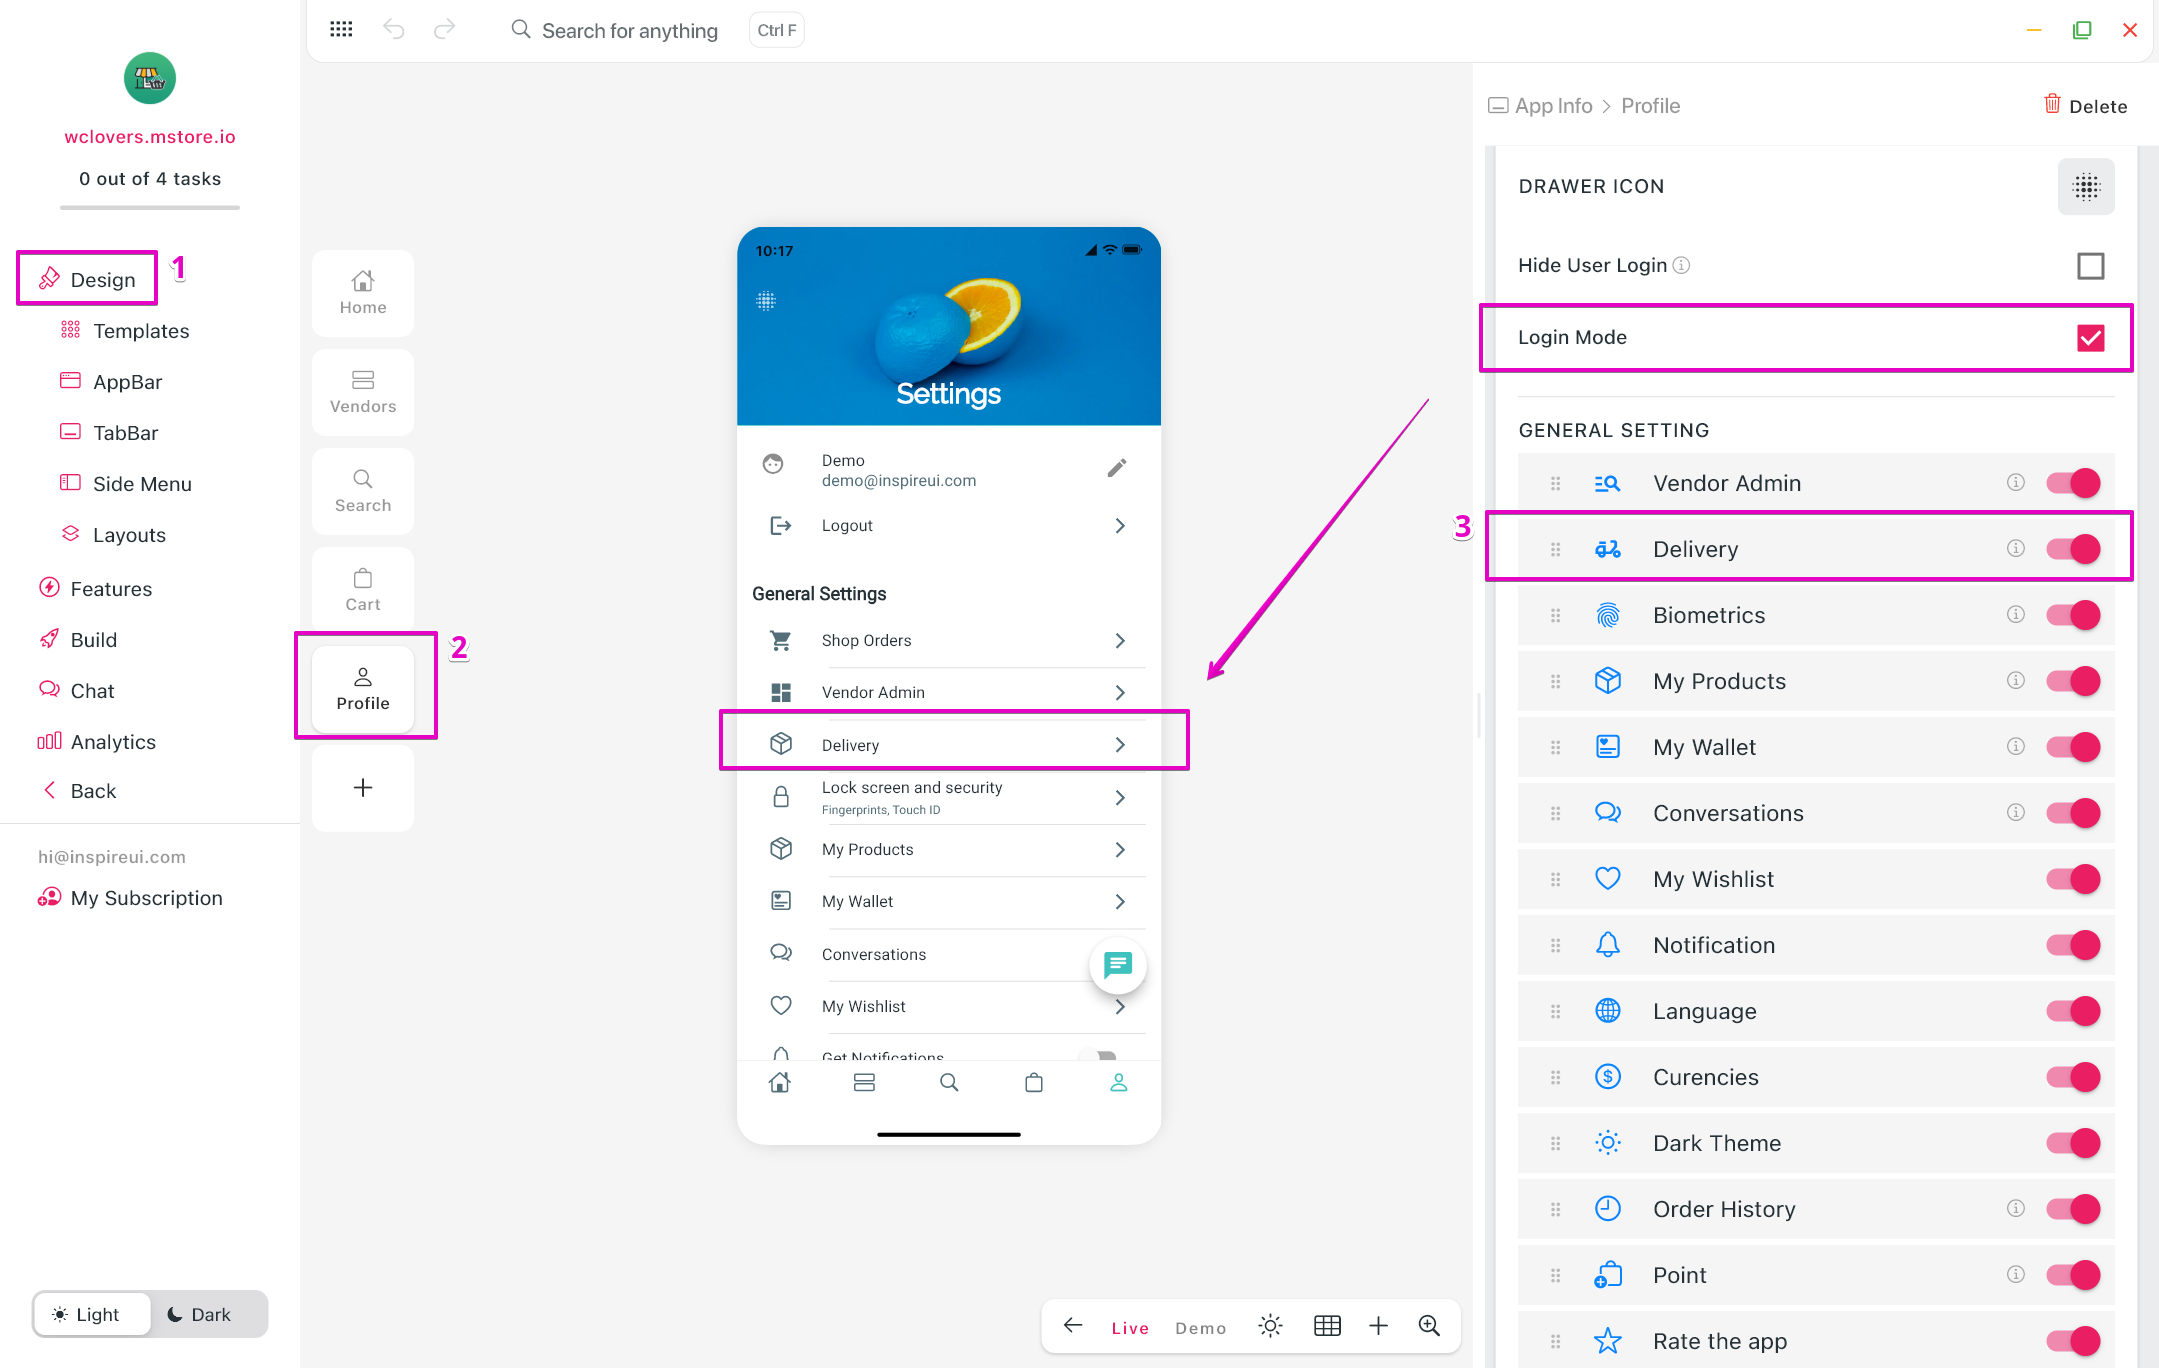 Search for anything
Ctrl F
wclovers.mstore.io
0 out of 4 tasks
Design
1
Templates
AppBar
TabBar
Side Menu
Layouts
Features
Build
Chat
Analytics
Back
hi@inspireui.com
My Subscription
Light
Dark
Home
Vendors
Search
Cart
Profile
2
10:17
Settings
Demo
demo@inspireui.com
Logout
General Settings
Shop Orders
Vendor Admin
Delivery
Lock screen and security
Fingerprints, Touch ID
My Products
My Wallet
Conversations
My Wishlist
Get Notifications
Live
Demo
App Info > Profile
Delete
DRAWER ICON
Hide User Login
Login Mode
GENERAL SETTING
Vendor Admin
3
Delivery
Biometrics
My Products
My Wallet
Conversations
My Wishlist
Notification
Language
Curencies
Dark Theme
Order History
Point
Rate the app